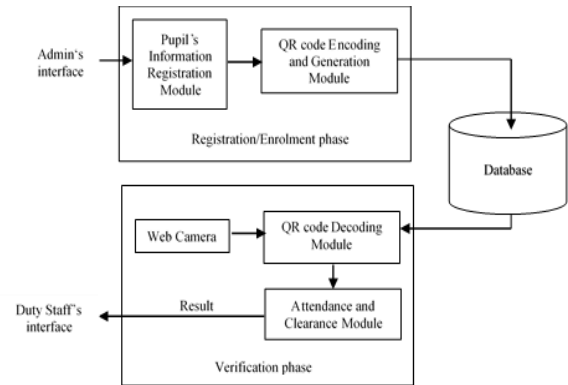 Admin's
interface
Pupil's
Information
Registration
Module
QR code Encoding
and Generation
Module
Registration/Enrolment phase
Database
Web Camera
QR code Decoding
Module
Duty Staff's
interface
Result
Attendance and
Clearance Module
Verification phase